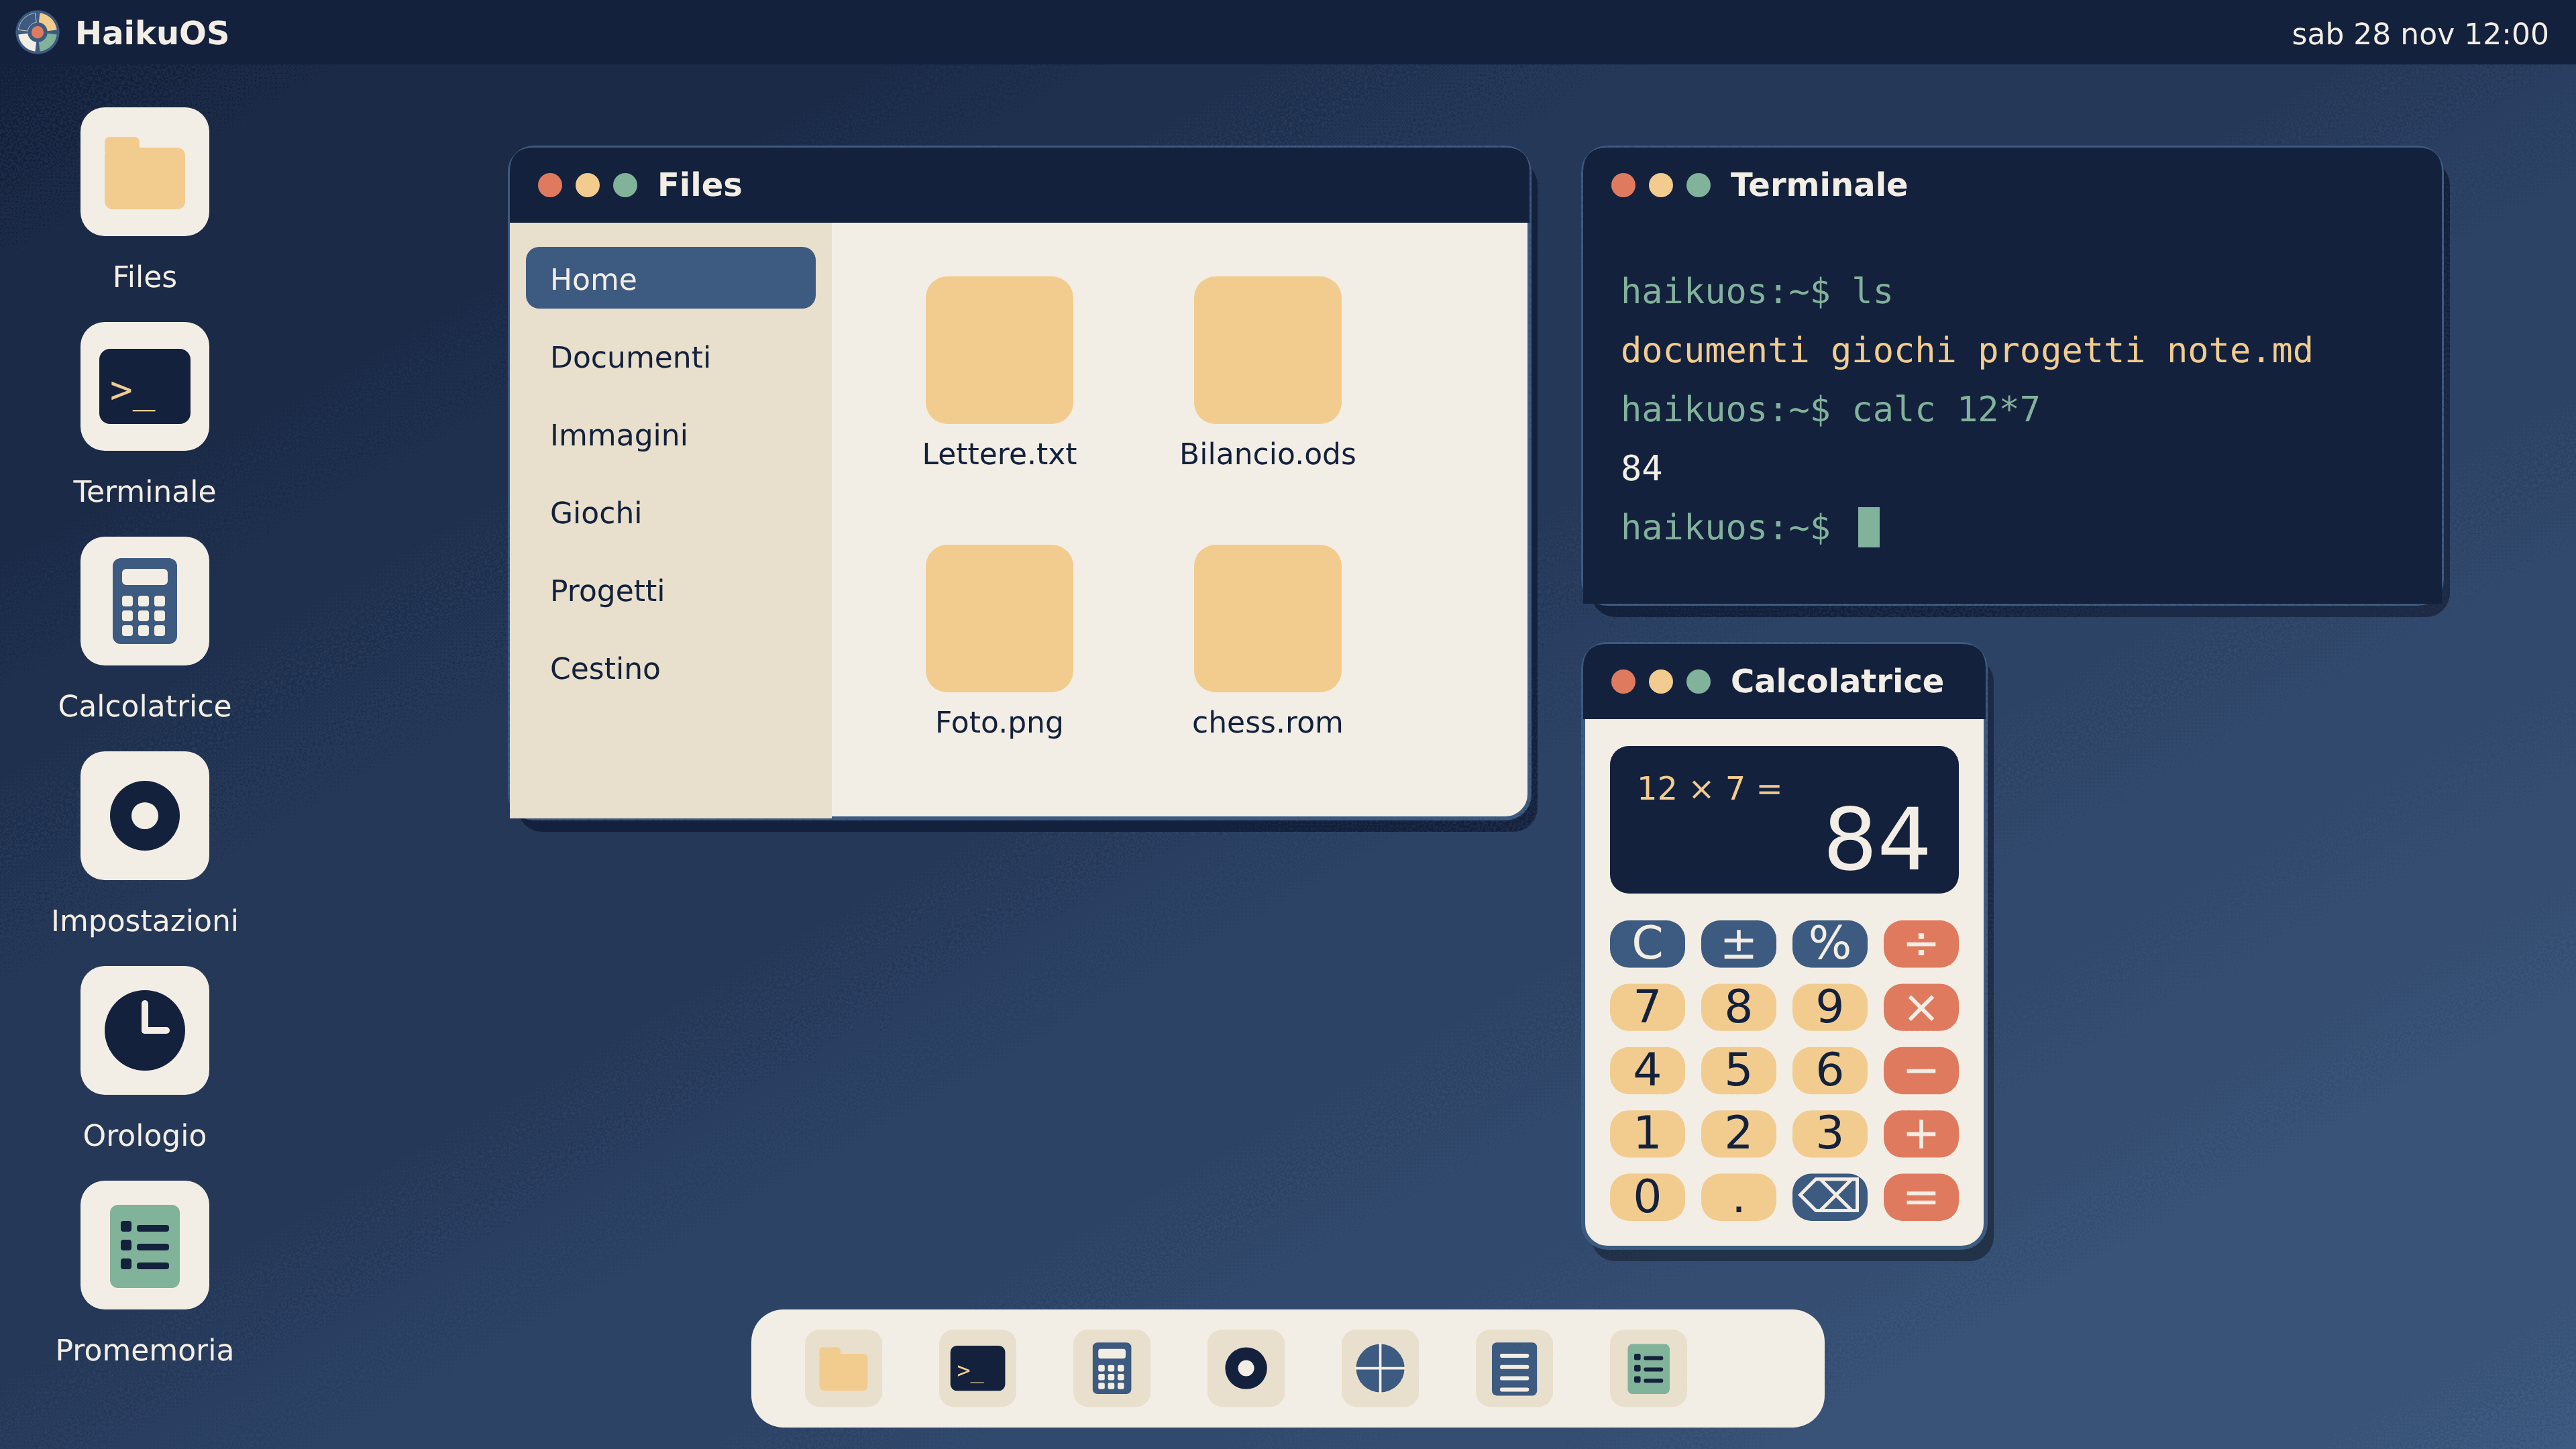 HaikuOS
sab 28 nov 12:00
Files
Terminale
Calcolatrice
Impostazioni
Orologio
Promemoria
Files
Home
Documenti
Immagini
Giochi
Progetti
Cestino
Lettere.txt
Bilancio.ods
Foto.png
chess.rom
Terminale
haikuos:~$ ls
documenti giochi progetti note.md
haikuos:~$ calc 12*7
84
haikuos:~$
Calcolatrice
12 × 7 =
84
C ± % ÷
7 8 9 ×
4 5 6 −
1 2 3 +
0 . ⌫ =
>_
>_